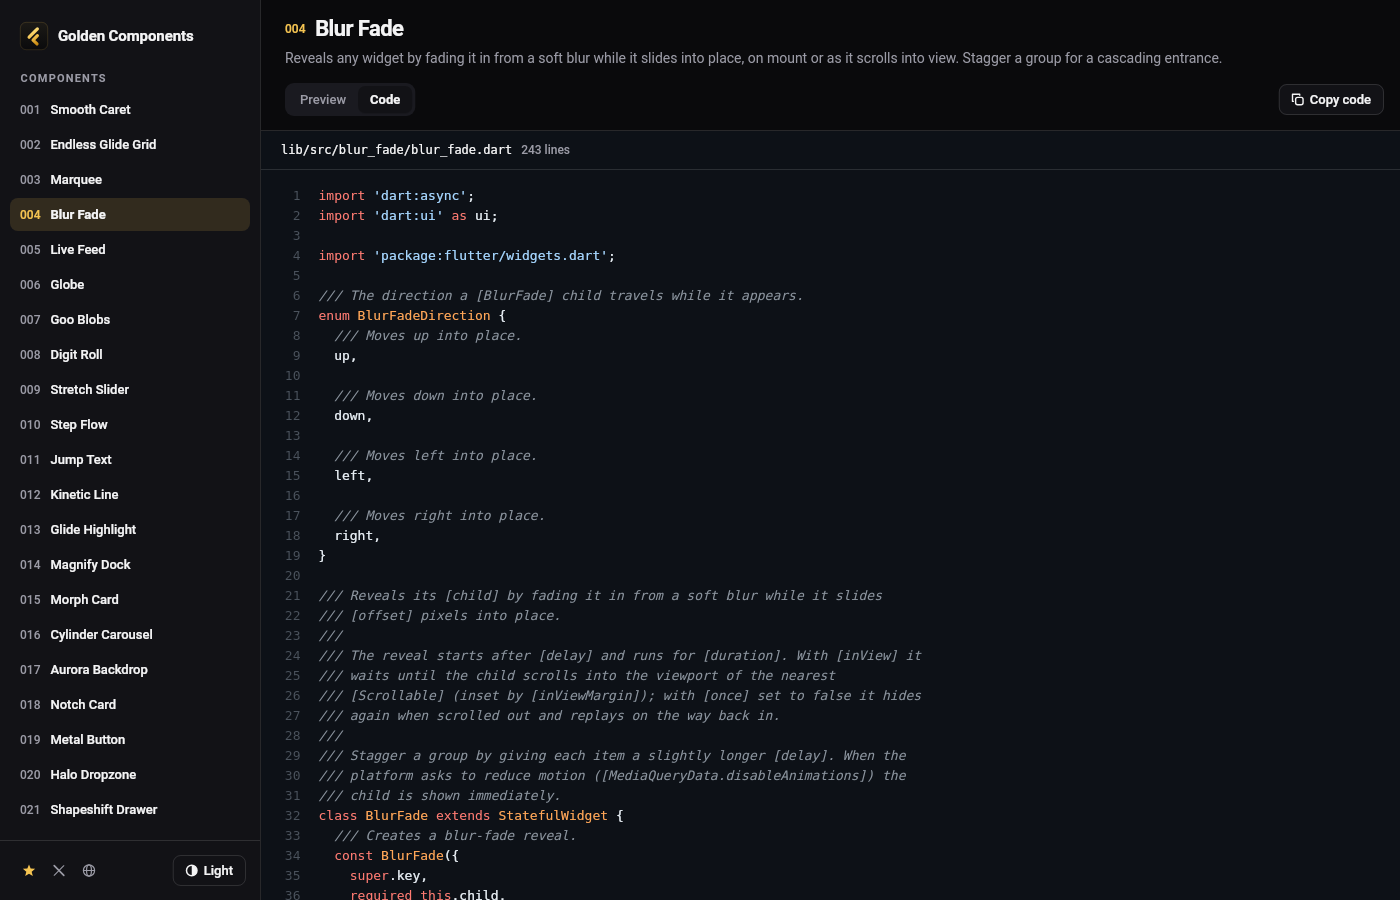 Golden Components
COMPONENTS
001 Smooth Caret
002 Endless Glide Grid
003 Marquee
004 Blur Fade
005 Live Feed
006 Globe
007 Goo Blobs
008 Digit Roll
009 Stretch Slider
010 Step Flow
011 Jump Text
012 Kinetic Line
013 Glide Highlight
014 Magnify Dock
015 Morph Card
016 Cylinder Carousel
017 Aurora Backdrop
018 Notch Card
019 Metal Button
020 Halo Dropzone
021 Shapeshift Drawer
Light
004 Blur Fade
Reveals any widget by fading it in from a soft blur while it slides into place, on mount or as it scrolls into view. Stagger a group for a cascading entrance.
Preview Code
Copy code
lib/src/blur_fade/blur_fade.dart 243 lines
1 import 'dart:async';
2 import 'dart:ui' as ui;
3
4 import 'package:flutter/widgets.dart';
5
6 /// The direction a [BlurFade] child travels while it appears.
7 enum BlurFadeDirection {
8 /// Moves up into place.
9 up,
10
11 /// Moves down into place.
12 down,
13
14 /// Moves left into place.
15 left,
16
17 /// Moves right into place.
18 right,
19 }
20
21 /// Reveals its [child] by fading it in from a soft blur while it slides
22 /// [offset] pixels into place.
23 ///
24 /// The reveal starts after [delay] and runs for [duration]. With [inView] it
25 /// waits until the child scrolls into the viewport of the nearest
26 /// [Scrollable] (inset by [inViewMargin]); with [once] set to false it hides
27 /// again when scrolled out and replays on the way back in.
28 ///
29 /// Stagger a group by giving each item a slightly longer [delay]. When the
30 /// platform asks to reduce motion ([MediaQueryData.disableAnimations]) the
31 /// child is shown immediately.
32 class BlurFade extends StatefulWidget {
33 /// Creates a blur-fade reveal.
34 const BlurFade({
35 super.key,
36 required this.child,